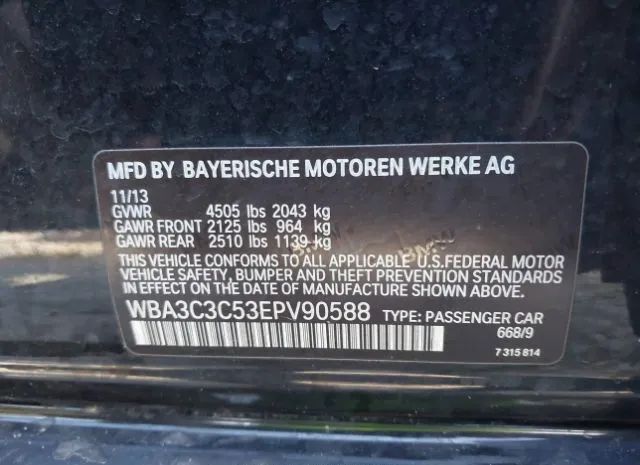 MFD BY BAYERISCHE MOTOREN WERKE AG
11/13
GVWR 4505 lbs 2043 kg
GAWR FRONT 2125 lbs 964 kg
GAWR REAR 2510 lbs 1139 kg
THIS VEHICLE CONFORMS TO ALL APPLICABLE U.S.FEDERAL MOTOR
VEHICLE SAFETY, BUMPER AND THEFT PREVENTION STANDARDS
IN EFFECT ON THE DATE OF MANUFACTURE SHOWN ABOVE.
WBA3C3C53EPV90588 TYPE: PASSENGER CAR
668/9
7 315 814